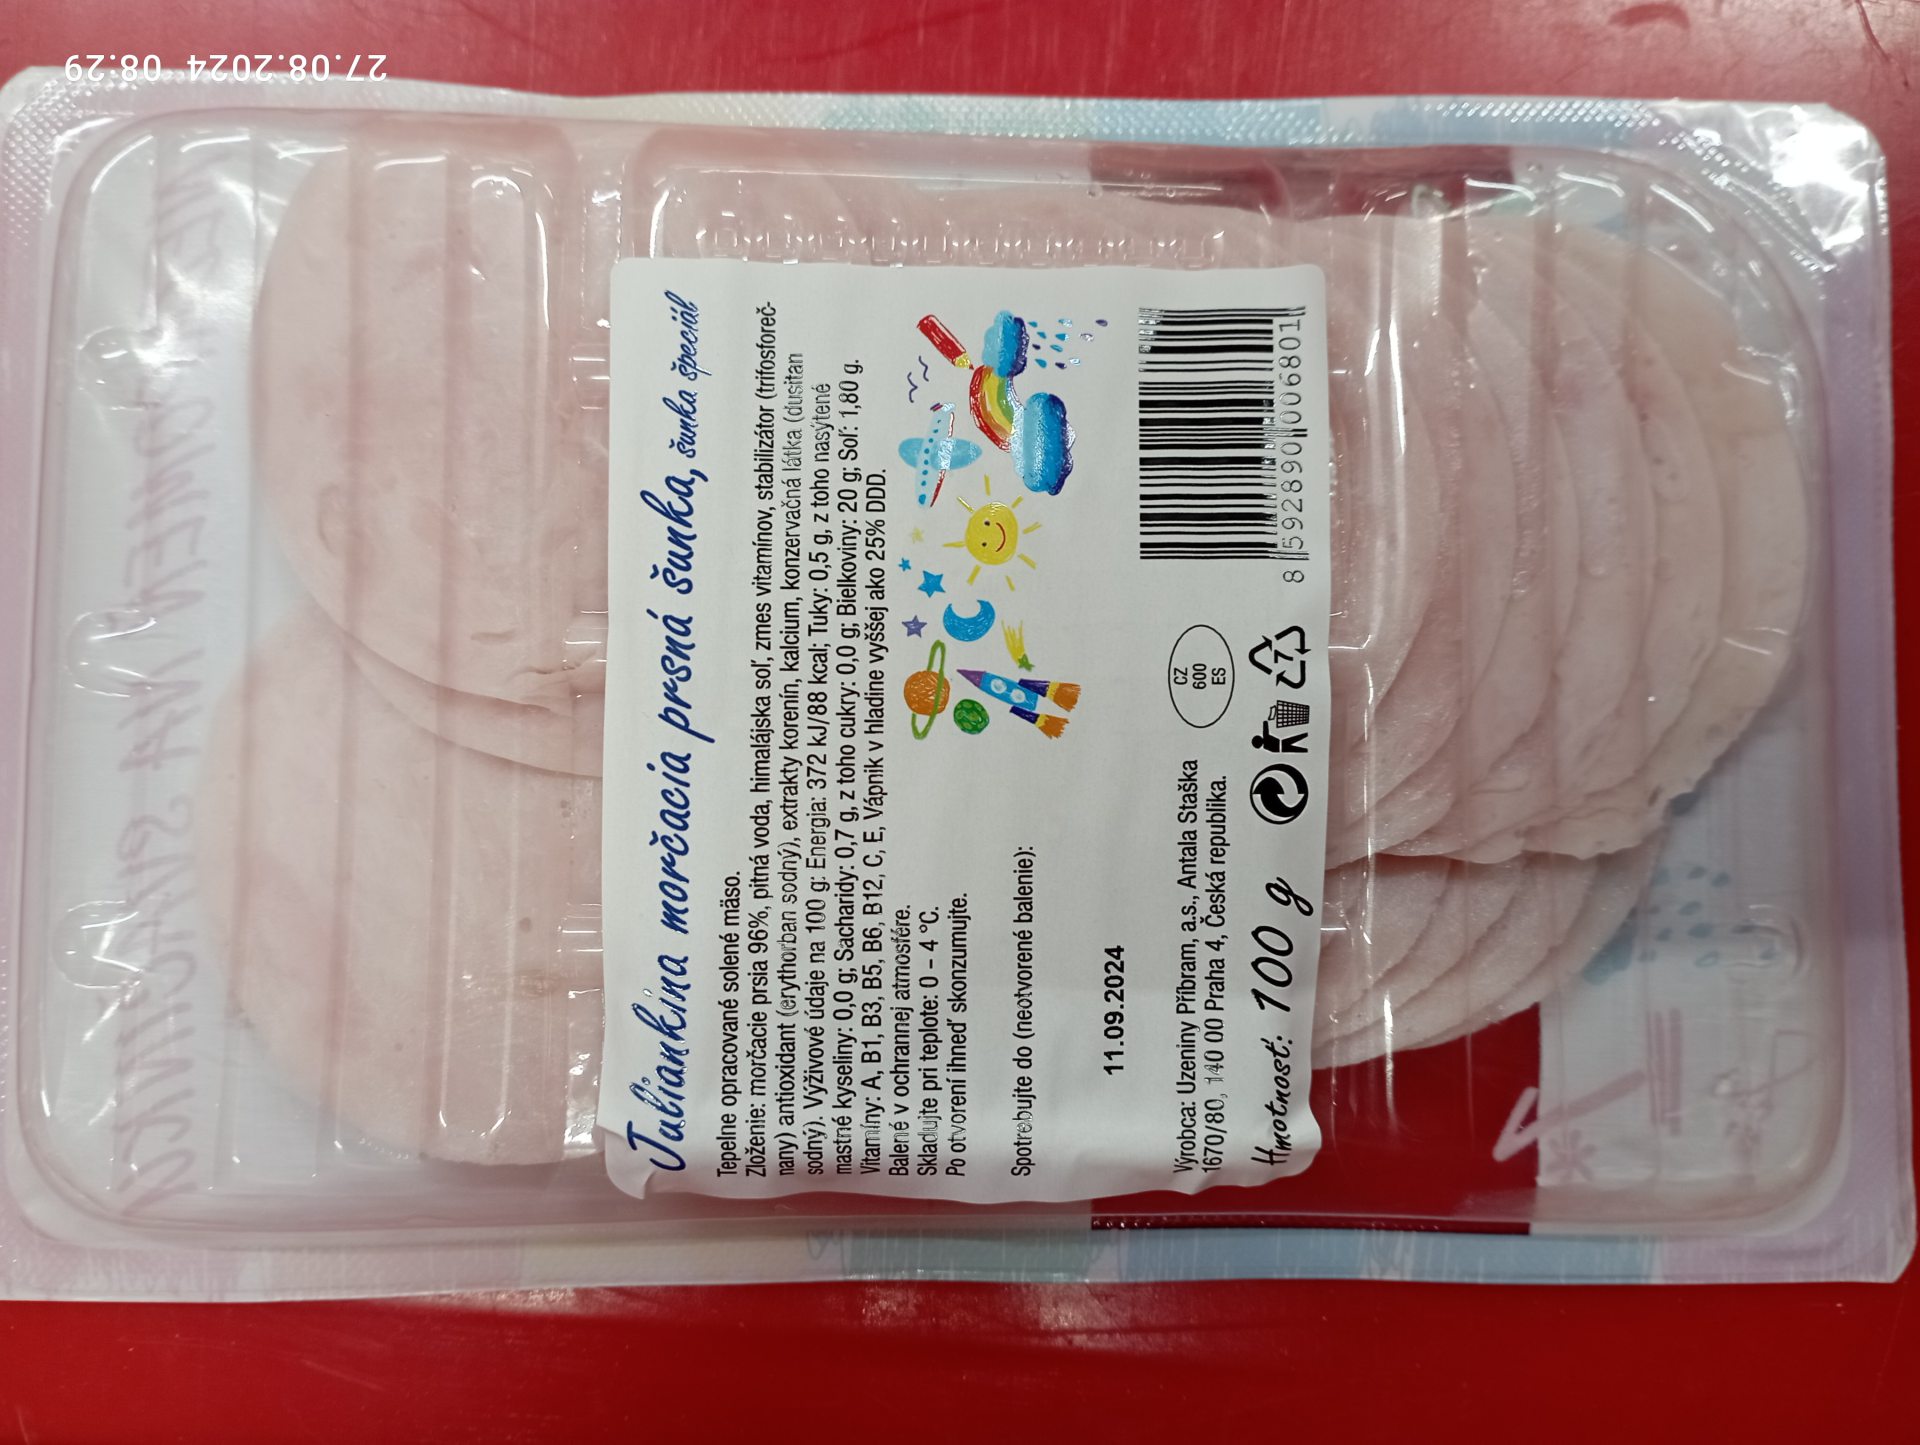 27.08.2024 08:29
Juliankina morčacia prsná šunka, šunka špeciál
Tepelne opracované solené mäso.
Zloženie: morčacie prsia 96%, pitná voda, himalájska soľ, zmes vitamínov, stabilizátor (trifosforeč-
nany) antioxidant (erythorban sodný), extrakty korenín, kalcium, konzervačná látka (dusitan
sodný). Výživové údaje na 100 g: Energia: 372 kJ/88 kcal; Tuky: 0,5 g, z toho nasýtené
mastné kyseliny: 0,0 g; Sacharidy: 0,7 g, z toho cukry: 0,0 g; Bielkoviny: 20 g; Soľ: 1,80 g.
Vitamíny: A, B1, B3, B5, B6, B12, C, E, Vápnik v hladine vyššej ako 25% DDD.
Balené v ochrannej atmosfére.
Skladujte pri teplote: 0 – 4 °C.
Po otvorení ihneď skonzumujte.
Spotrebujte do (neotvorené balenie):
11.09.2024
Výrobca: Uzeniny Příbram, a.s., Antala Staška
1670/80, 140 00 Praha 4, Česká republika.
CZ
600
ES
Hmotnosť: 100 g
7
8 592890 006801